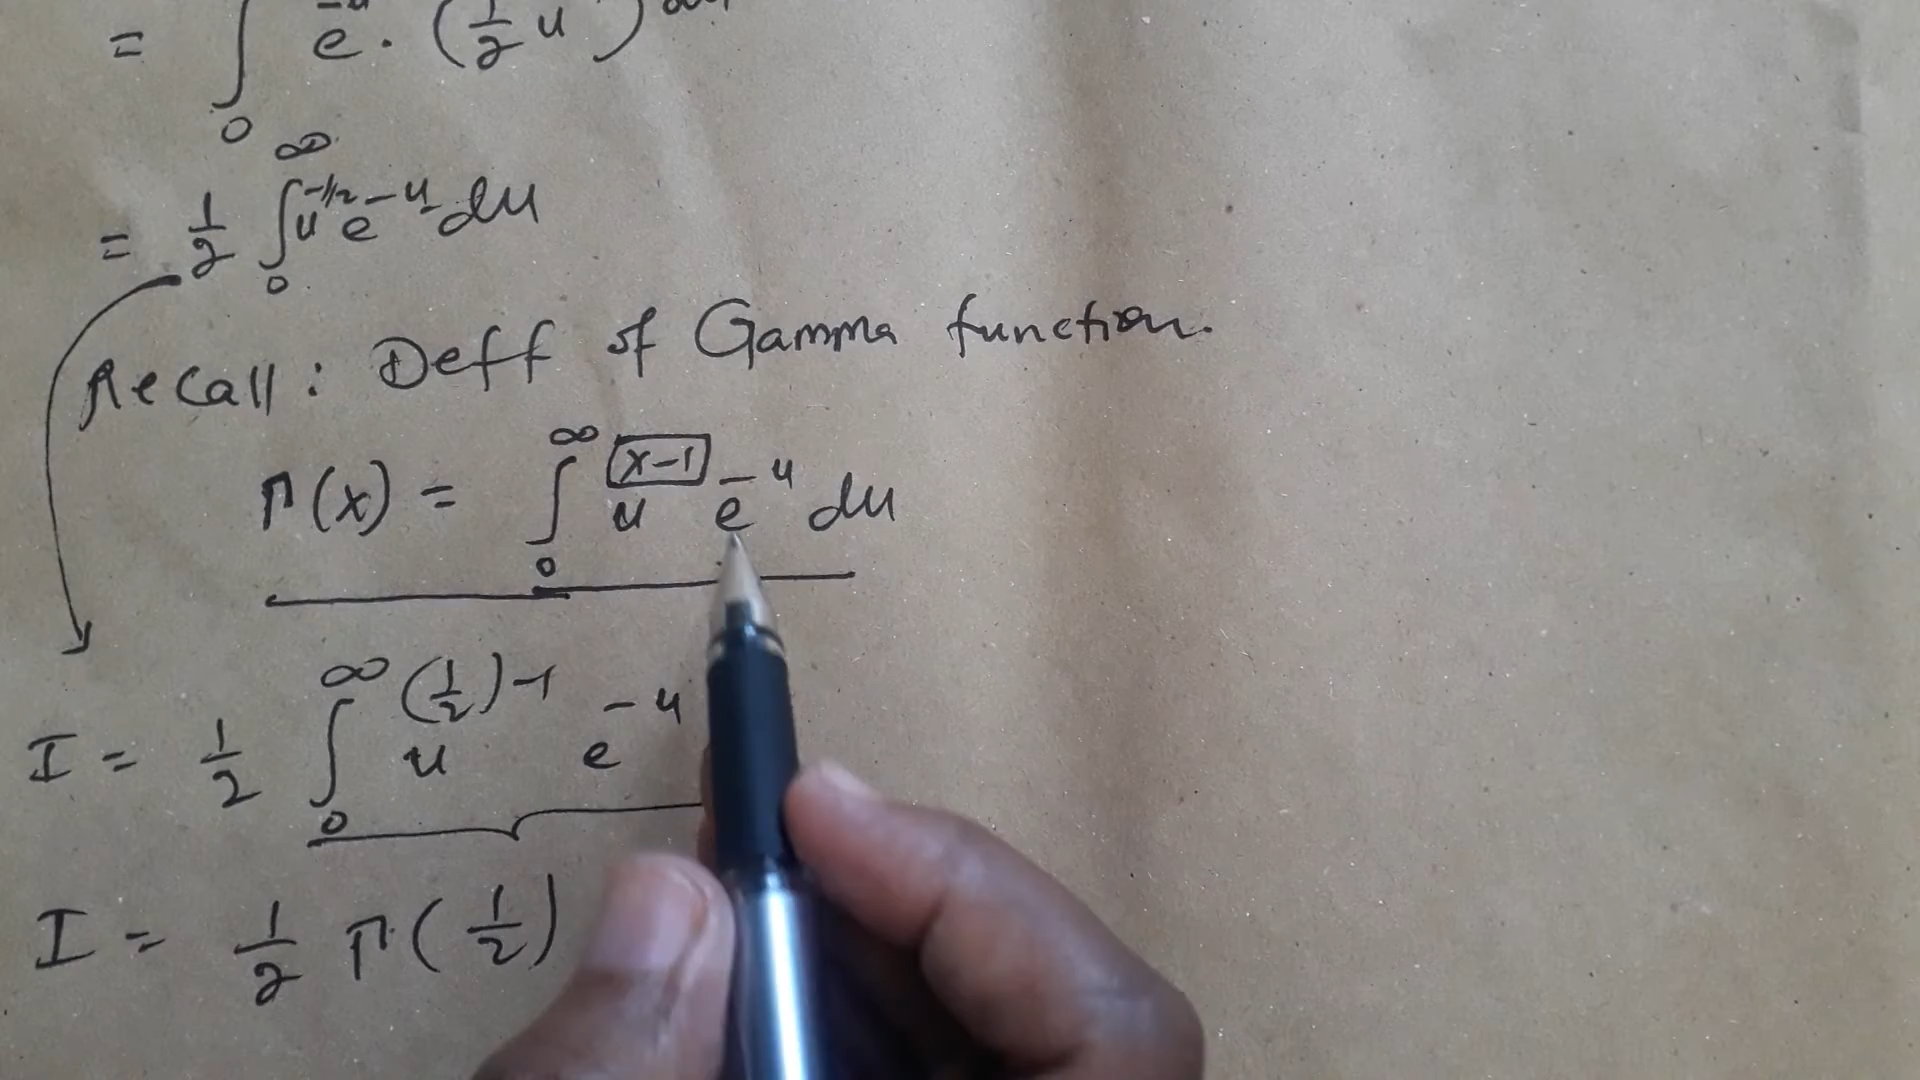 = ∫₀ e⁻ᵘ · (1/2 u )
= 1/2 ∫₀^∞ u^(-1/2) e^(-u) du
Recall: Deff of Gamma function.
Γ(x) = ∫₀^∞ u^(x-1) e^(-u) du
I = 1/2 ∫₀^∞ u^((1/2)-1) e^(-u)
I = 1/2 Γ(1/2)